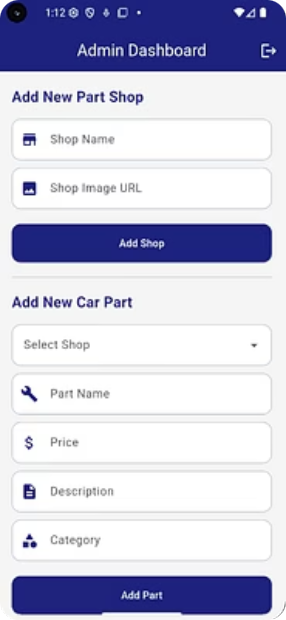 1:12
Admin Dashboard
Add New Part Shop
Shop Name
Shop Image URL
Add Shop
Add New Car Part
Select Shop
Part Name
Price
Description
Category
Add Part